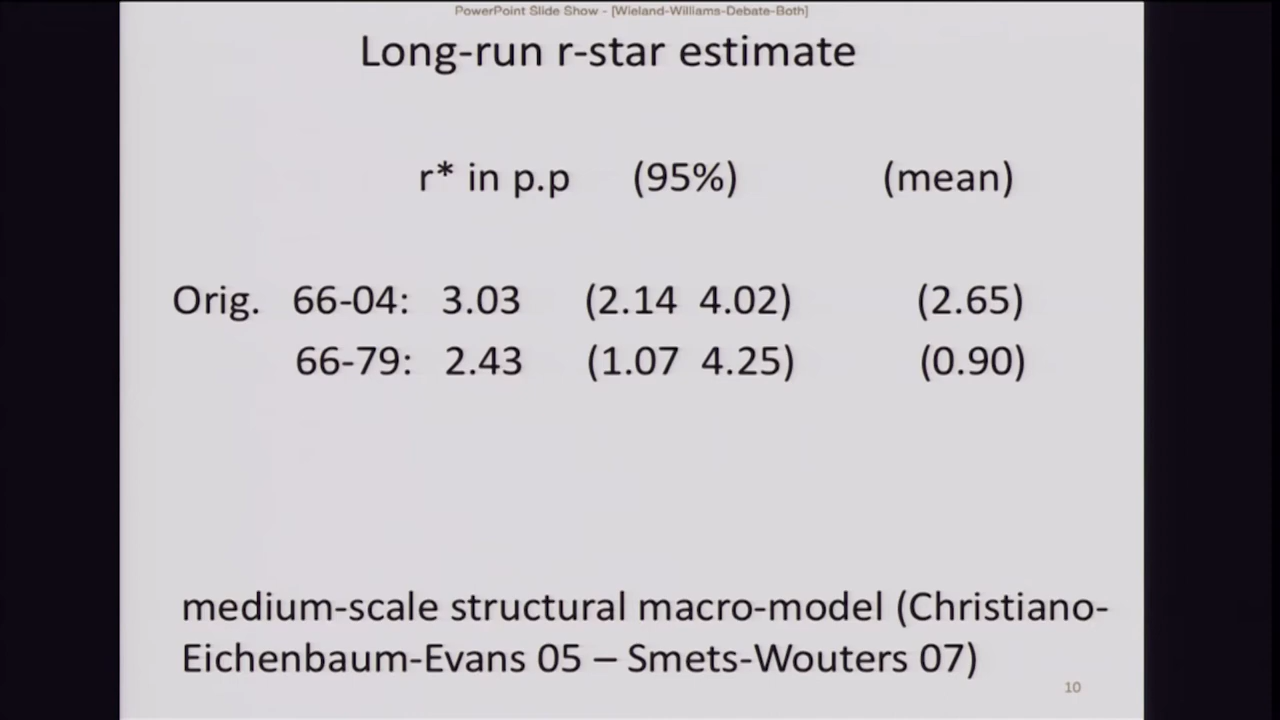 PowerPoint Slide Show - [Wieland-Williams-Debate-Both]
Long-run r-star estimate
r* in p.p (95%) (mean)
Orig. 66-04: 3.03 (2.14 4.02) (2.65)
66-79: 2.43 (1.07 4.25) (0.90)
medium-scale structural macro-model (Christiano-
Eichenbaum-Evans 05 – Smets-Wouters 07)
10